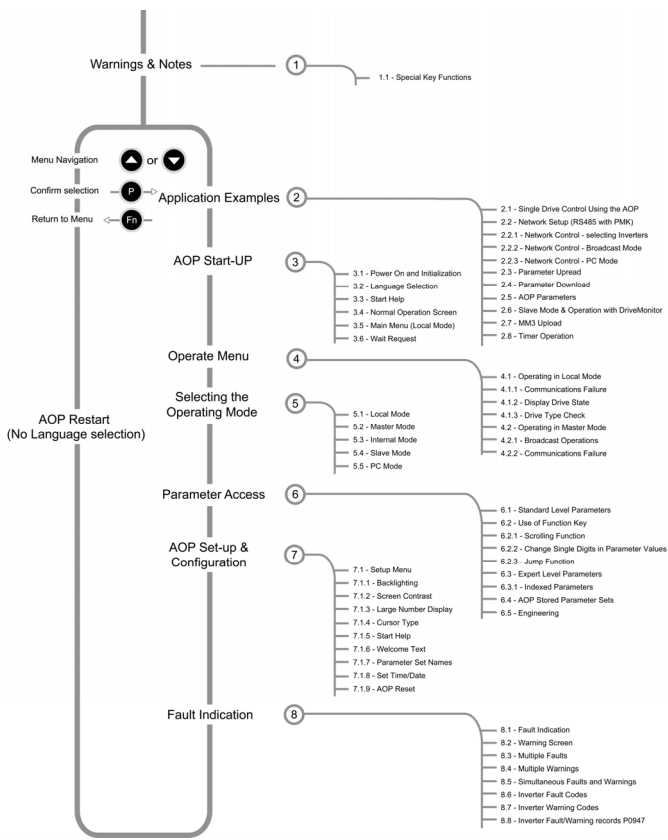 Warnings & Notes
1
1.1 - Special Key Functions
Menu Navigation
or
Confirm selection
P
Return to Menu
Fn
Application Examples
2
2.1 - Single Drive Control Using the AOP
2.2 - Network Setup (RS485 with PMK)
2.2.1 - Network Control - selecting Inverters
2.2.2 - Network Control - Broadcast Mode
2.2.3 - Network Control - PC Mode
2.3 - Parameter Upread
2.4 - Parameter Download
2.5 - AOP Parameters
2.6 - Slave Mode & Operation with DriveMonitor
2.7 - MM3 Upload
2.8 - Timer Operation
AOP Start-UP
3
3.1 - Power On and Initialization
3.2 - Language Selection
3.3 - Start Help
3.4 - Normal Operation Screen
3.5 - Main Menu (Local Mode)
3.6 - Wait Request
Operate Menu
4
4.1 - Operating in Local Mode
4.1.1 - Communications Failure
4.1.2 - Display Drive State
4.1.3 - Drive Type Check
4.2 - Operating in Master Mode
4.2.1 - Broadcast Operations
4.2.2 - Communications Failure
Selecting the
Operating Mode
5
5.1 - Local Mode
5.2 - Master Mode
5.3 - Internal Mode
5.4 - Slave Mode
5.5 - PC Mode
AOP Restart
(No Language selection)
Parameter Access
6
6.1 - Standard Level Parameters
6.2 - Use of Function Key
6.2.1 - Scrolling Function
6.2.2 - Change Single Digits in Parameter Values
6.2.3 - Jump Function
6.3 - Expert Level Parameters
6.3.1 - Indexed Parameters
6.4 - AOP Stored Parameter Sets
6.5 - Engineering
AOP Set-up &
Configuration
7
7.1 - Setup Menu
7.1.1 - Backlighting
7.1.2 - Screen Contrast
7.1.3 - Large Number Display
7.1.4 - Cursor Type
7.1.5 - Start Help
7.1.6 - Welcome Text
7.1.7 - Parameter Set Names
7.1.8 - Set Time/Date
7.1.9 - AOP Reset
Fault Indication
8
8.1 - Fault Indication
8.2 - Warning Screen
8.3 - Multiple Faults
8.4 - Multiple Warnings
8.5 - Simultaneous Faults and Warnings
8.6 - Inverter Fault Codes
8.7 - Inverter Warning Codes
8.8 - Inverter Fault/Warning records P0947